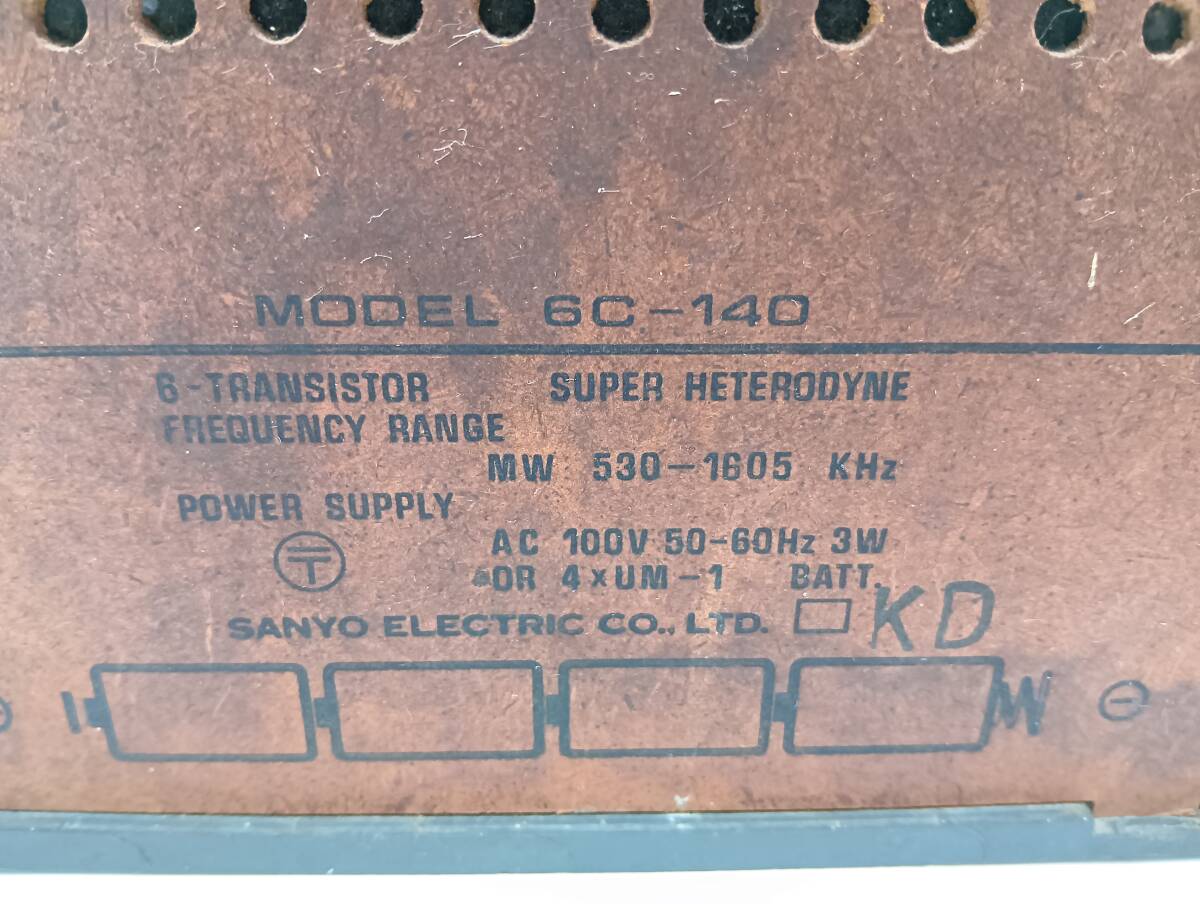 MODEL 6C-140
6-TRANSISTOR SUPER HETERODYNE
FREQUENCY RANGE
MW 530-1605 KHz
POWER SUPPLY
AC 100V 50-60Hz 3W
OR 4×UM-1 BATT.
SANYO ELECTRIC CO., LTD. KD